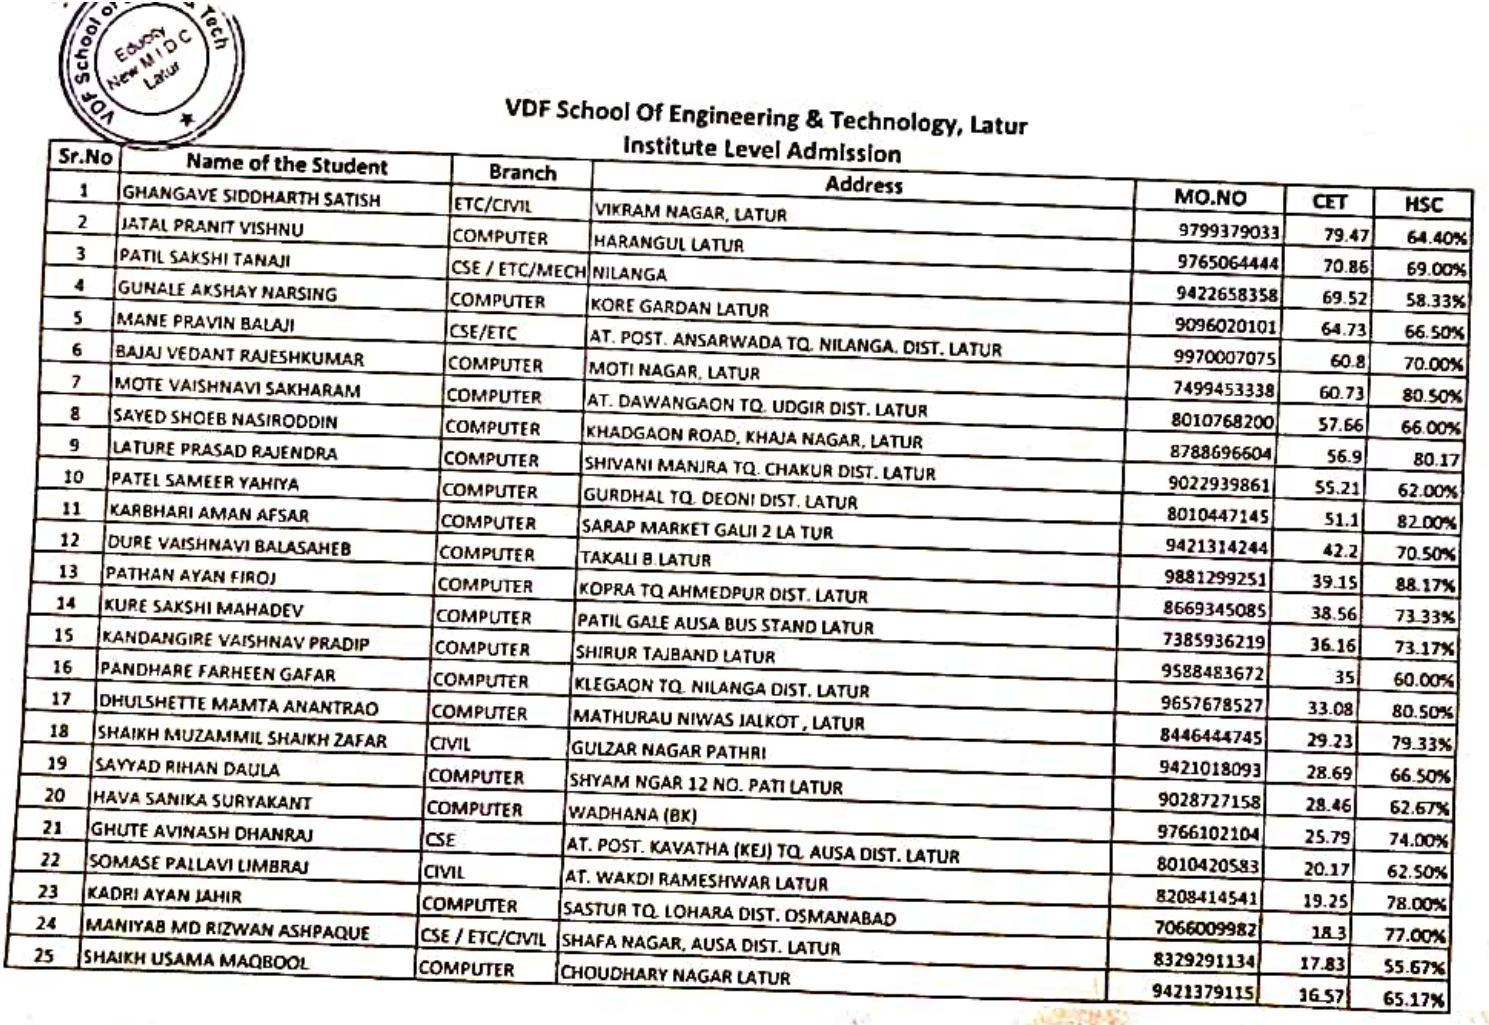 VDF School of Tech
Educity
New M I D C
Latur
VDF School Of Engineering & Technology, Latur
Institute Level Admission
Sr.No Name of the Student Branch Address MO.NO CET HSC
1 GHANGAVE SIDDHARTH SATISH ETC/CIVIL VIKRAM NAGAR, LATUR 9799379033 79.47 64.40%
2 JATAL PRANIT VISHNU COMPUTER HARANGUL LATUR 9765064444 70.86 69.00%
3 PATIL SAKSHI TANAJI CSE / ETC/MECH NILANGA 9422658358 69.52 58.33%
4 GUNALE AKSHAY NARSING COMPUTER KORE GARDAN LATUR 9096020101 64.73 66.50%
5 MANE PRAVIN BALAJI CSE/ETC AT. POST. ANSARWADA TQ. NILANGA. DIST. LATUR 9970007075 60.8 70.00%
6 BAJAJ VEDANT RAJESHKUMAR COMPUTER MOTI NAGAR, LATUR 7499453338 60.73 80.50%
7 MOTE VAISHNAVI SAKHARAM COMPUTER AT. DAWANGAON TQ. UDGIR DIST. LATUR 8010768200 57.66 66.00%
8 SAYED SHOEB NASIRODDIN COMPUTER KHADGAON ROAD, KHAJA NAGAR, LATUR 8788696604 56.9 80.17
9 LATURE PRASAD RAJENDRA COMPUTER SHIVANI MANJRA TQ. CHAKUR DIST. LATUR 9022939861 55.21 62.00%
10 PATEL SAMEER YAHIYA COMPUTER GURDHAL TQ. DEONI DIST. LATUR 8010447145 51.1 82.00%
11 KARBHARI AMAN AFSAR COMPUTER SARAP MARKET GALII 2 LA TUR 9421314244 42.2 70.50%
12 DURE VAISHNAVI BALASAHEB COMPUTER TAKALI B.LATUR 9881299251 39.15 88.17%
13 PATHAN AYAN FIROJ COMPUTER KOPRA TQ AHMEDPUR DIST. LATUR 8669345085 38.56 73.33%
14 KURE SAKSHI MAHADEV COMPUTER PATIL GALE AUSA BUS STAND LATUR 7385936219 36.16 73.17%
15 KANDANGIRE VAISHNAV PRADIP COMPUTER SHIRUR TAJBAND LATUR 9588483672 35 60.00%
16 PANDHARE FARHEEN GAFAR COMPUTER KLEGAON TQ. NILANGA DIST. LATUR 9657678527 33.08 80.50%
17 DHULSHETTE MAMTA ANANTRAO COMPUTER MATHURAU NIWAS JALKOT , LATUR 8446444745 29.23 79.33%
18 SHAIKH MUZAMMIL SHAIKH ZAFAR CIVIL GULZAR NAGAR PATHRI 9421018093 28.69 66.50%
19 SAYYAD RIHAN DAULA COMPUTER SHYAM NGAR 12 NO. PATI LATUR 9028727158 28.46 62.67%
20 HAVA SANIKA SURYAKANT COMPUTER WADHANA (BK) 9766102104 25.79 74.00%
21 GHUTE AVINASH DHANRAJ CSE AT. POST. KAVATHA (KEJ) TQ. AUSA DIST. LATUR 8010420583 20.17 62.50%
22 SOMASE PALLAVI LIMBRAJ CIVIL AT. WAKDI RAMESHWAR LATUR 8208414541 19.25 78.00%
23 KADRI AYAN JAHIR COMPUTER SASTUR TQ. LOHARA DIST. OSMANABAD 7066009982 18.3 77.00%
24 MANIYAB MD RIZWAN ASHPAQUE CSE / ETC/CIVIL SHAFA NAGAR, AUSA DIST. LATUR 8329291134 17.83 55.67%
25 SHAIKH USAMA MAQBOOL COMPUTER CHOUDHARY NAGAR LATUR 9421379115 16.57 65.17%